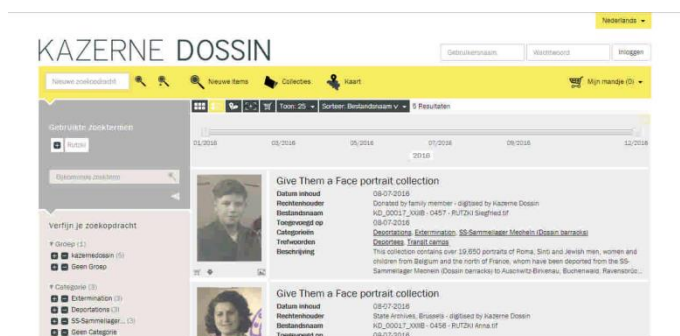 Nederlands
KAZERNE DOSSIN
Gebruikersnaam
Wachtwoord
Inloggen
Nieuwe zoekopdracht
Nieuwe items
Collecties
Kaart
Mijn mandje (0)
Toon: 25
Sorteer: Bestandsnaam v
5 Resultaten
Gebruikte zoektermen
Rutzki
Bijkomende zoekterm
01/2016
03/2016
05/2016
07/2016
09/2016
12/2016
2016
Verfijn je zoekopdracht
Groep (1)
kazernedossin (5)
Geen Groep
Categorie (3)
Extermination (3)
Deportations (3)
SS-Sammellager... (3)
Geen Categorie
Give Them a Face portrait collection
Datum inhoud 08-07-2016
Rechtenhouder Donated by family member - digitised by Kazerne Dossin
Bestandsnaam KD_00017_XXIIB - 0457 - RUTZKI Siegfried.tif
Toegevoegd op 08-07-2016
Categorieën Deportations, Extermination, SS-Sammellager Mecheln (Dossin barracks)
Trefwoorden Deportees, Transit camps
Beschrijving This collection contains over 19,650 portraits of Roma, Sinti and Jewish men, women and
children from Belgium and the north of France, whom have been deported from the SS-
Sammellager Mecheln (Dossin barracks) to Auschwitz-Birkenau, Buchenwald, Ravensbrüc...
Give Them a Face portrait collection
Datum inhoud 08-07-2016
Rechtenhouder State Archives, Brussels - digitised by Kazerne Dossin
Bestandsnaam KD_00017_XXIIB - 0458 - RUTZKI Anna.tif
Toegevoegd op 08-07-2016